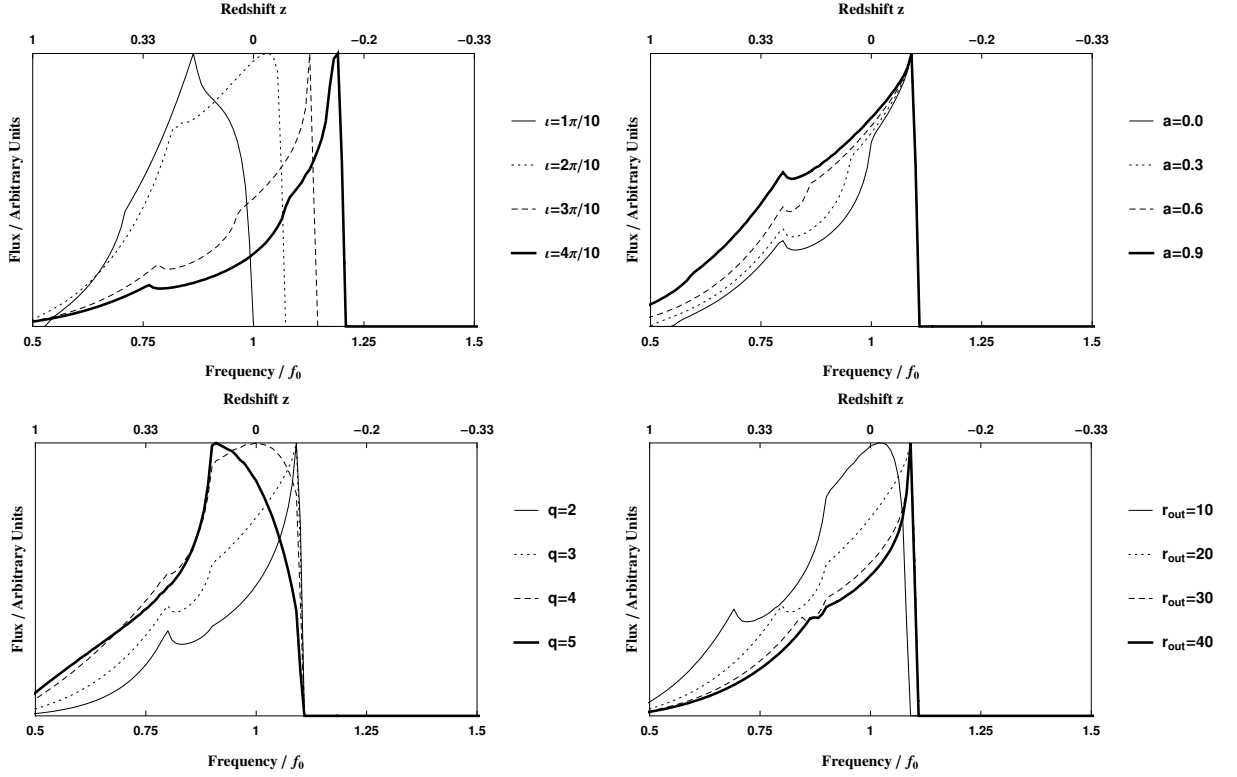 Redshift z
1 0.33 0 −0.2 −0.33
Flux / Arbitrary Units
ι=1π/10
ι=2π/10
ι=3π/10
ι=4π/10
0.5 0.75 1 1.25 1.5
Frequency / f0
Redshift z
1 0.33 0 −0.2 −0.33
Flux / Arbitrary Units
a=0.0
a=0.3
a=0.6
a=0.9
0.5 0.75 1 1.25 1.5
Frequency / f0
Redshift z
1 0.33 0 −0.2 −0.33
Flux / Arbitrary Units
q=2
q=3
q=4
q=5
0.5 0.75 1 1.25 1.5
Frequency / f0
Redshift z
1 0.33 0 −0.2 −0.33
Flux / Arbitrary Units
rout=10
rout=20
rout=30
rout=40
0.5 0.75 1 1.25 1.5
Frequency / f0